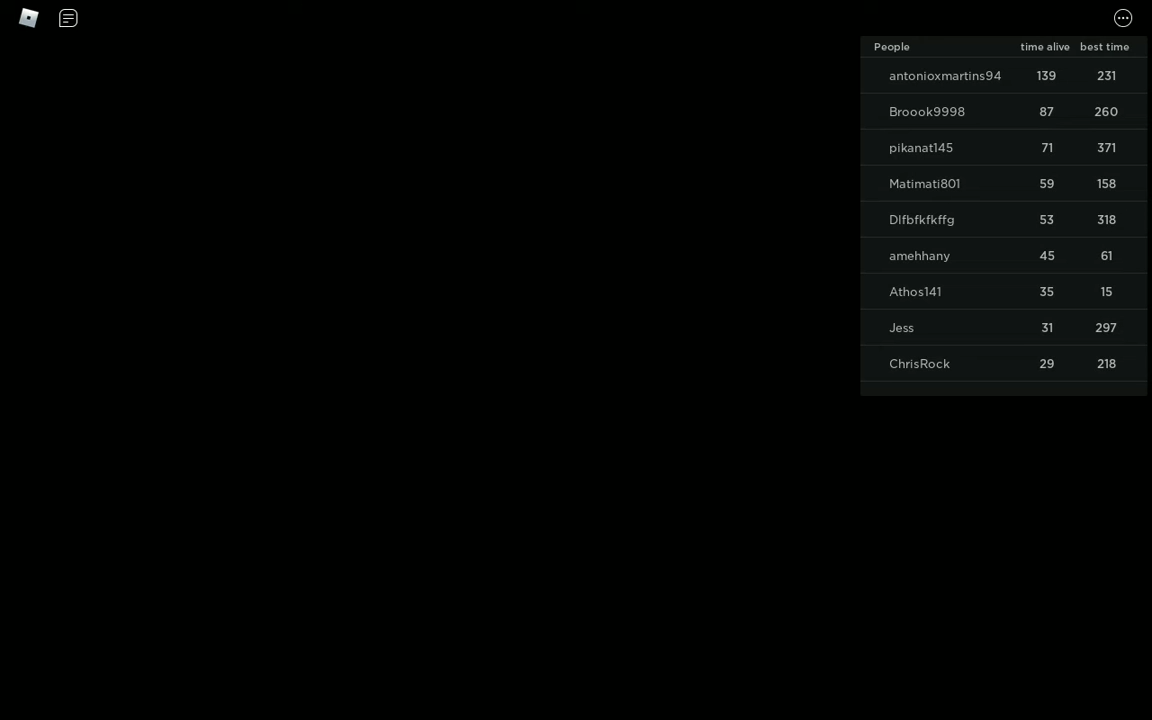 People time alive best time
antonioxmartins94 139 231
Broook9998 87 260
pikanat145 71 371
Matimati801 59 158
Dlfbfkfkffg 53 318
amehhany 45 61
Athos141 35 15
Jess 31 297
ChrisRock 29 218